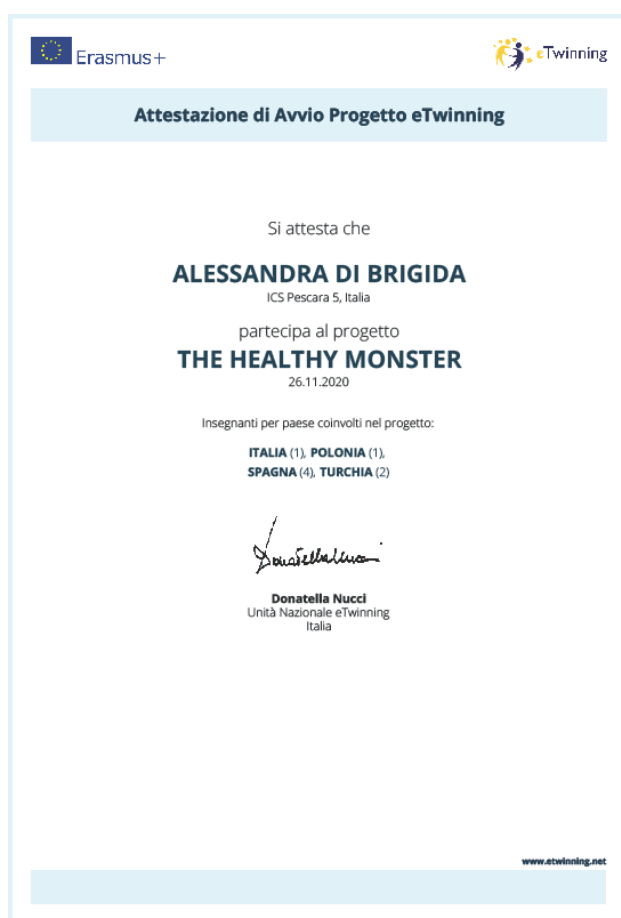 Erasmus+
eTwinning
Attestazione di Avvio Progetto eTwinning
Si attesta che
ALESSANDRA DI BRIGIDA
ICS Pescara 5, Italia
partecipa al progetto
THE HEALTHY MONSTER
26.11.2020
Insegnanti per paese coinvolti nel progetto:
ITALIA (1), POLONIA (1),
SPAGNA (4), TURCHIA (2)
Donatella Nucci
Donatella Nucci
Unità Nazionale eTwinning
Italia
www.etwinning.net